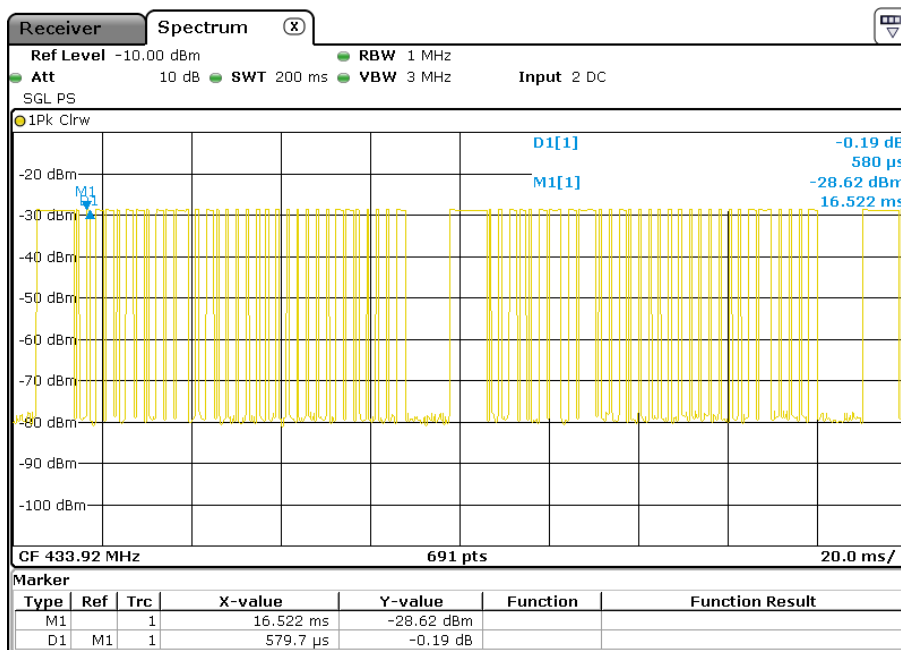 Receiver Spectrum X
Ref Level -10.00 dBm RBW 1 MHz
Att 10 dB SWT 200 ms VBW 3 MHz Input 2 DC
SGL PS
1Pk Clrw
D1[1] -0.19 dB
580 µs
-20 dBm
M1[1] -28.62 dBm
M1
16.522 ms
D1
-30 dBm
-40 dBm
-50 dBm
-60 dBm
-70 dBm
-80 dBm
-90 dBm
-100 dBm
CF 433.92 MHz 691 pts 20.0 ms/
Marker
Type Ref Trc X-value Y-value Function Function Result
M1 1 16.522 ms -28.62 dBm
D1 M1 1 579.7 µs -0.19 dB